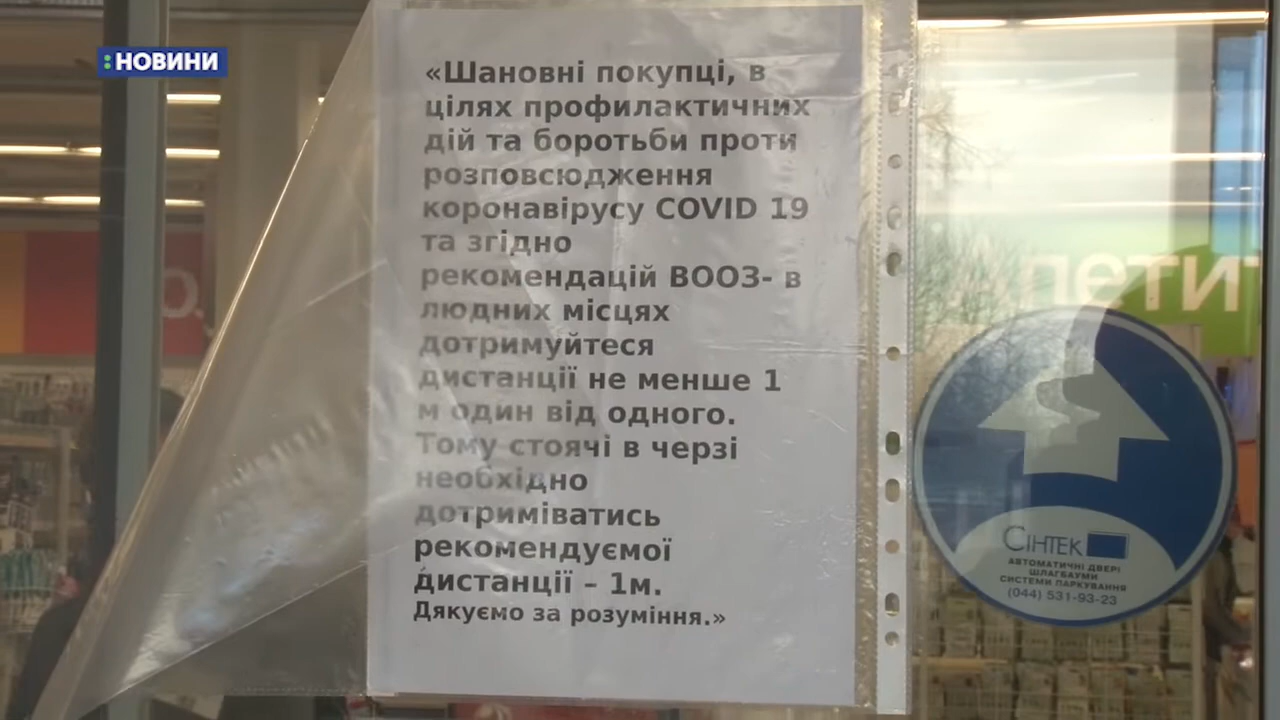 :НОВИНИ
«Шановні покупці, в
цілях профилактичних
дій та боротьби проти
розповсюдження
коронавірусу COVID 19
та згідно
рекомендацій ВООЗ- в
людних місцях
дотримуйтеся
дистанції не менше 1
м один від одного.
Тому стоячі в черзі
необхідно
дотриміватись
рекомендуємої
дистанції – 1м.
Дякуємо за розуміння.»
петит
СІНТЕК
АВТОМАТИЧНІ ДВЕРІ
ШЛАГБАУМИ
СИСТЕМИ ПАРКУВАННЯ
(044) 531-93-23